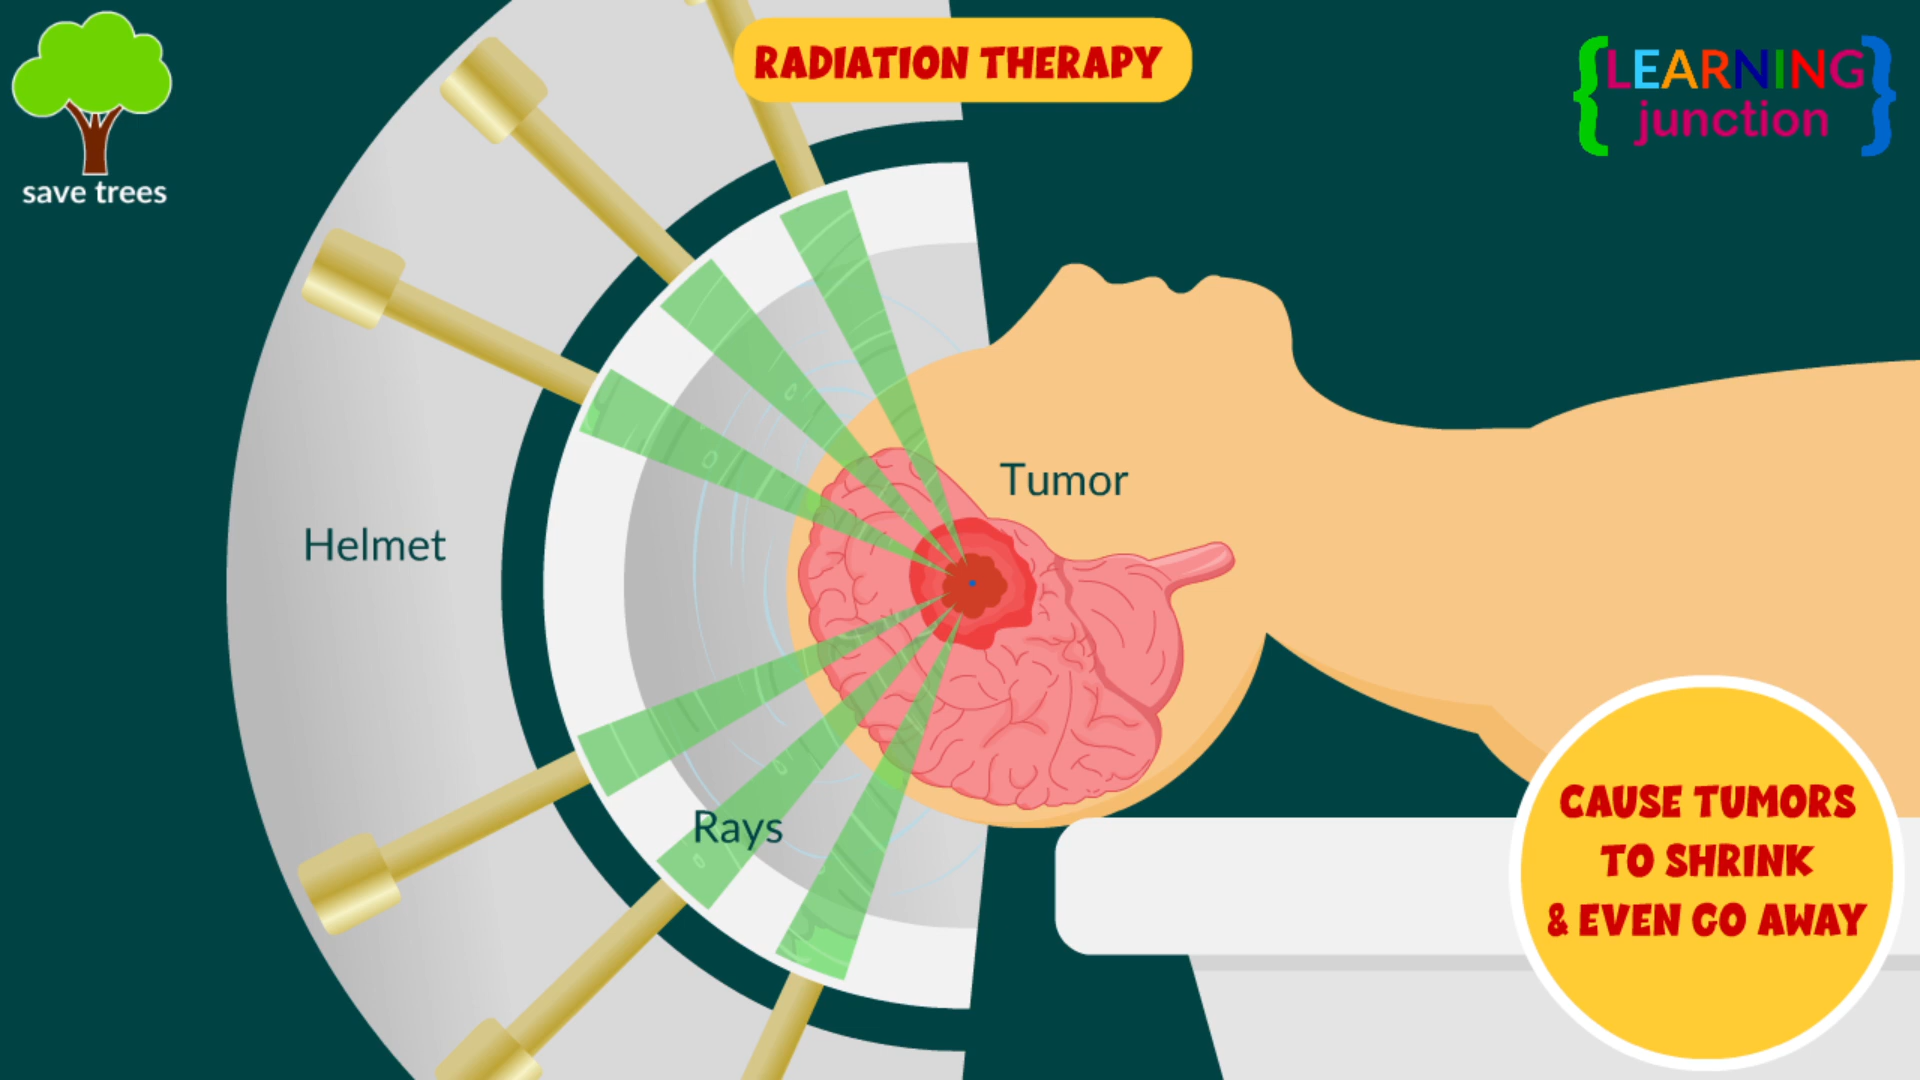 RADIATION THERAPY
{LEARNING
junction}
save trees
Tumor
Helmet
Rays
CAUSE TUMORS
TO SHRINK
& EVEN GO AWAY